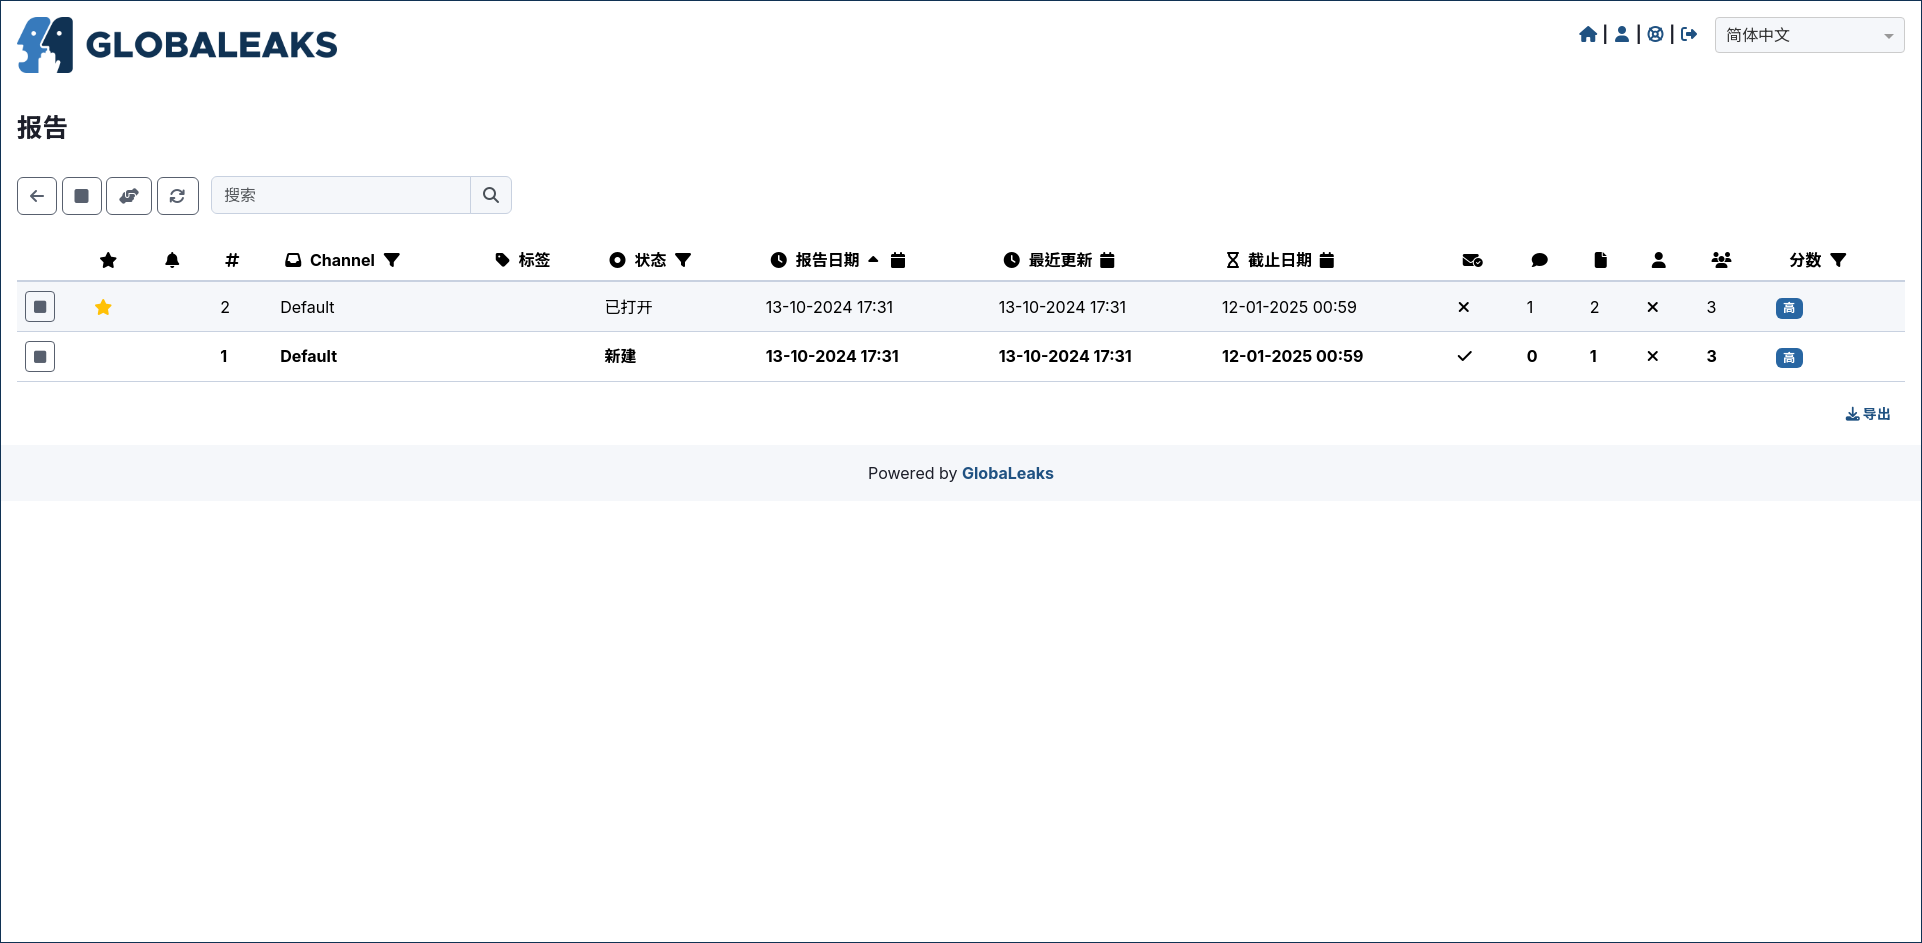 GLOBALEAKS
简体中文
报告
搜索
# Channel 标签 状态 报告日期 最近更新 截止日期 分数
2 Default 已打开 13-10-2024 17:31 13-10-2024 17:31 12-01-2025 00:59 1 2 3 高
1 Default 新建 13-10-2024 17:31 13-10-2024 17:31 12-01-2025 00:59 0 1 3 高
导出
Powered by GlobaLeaks